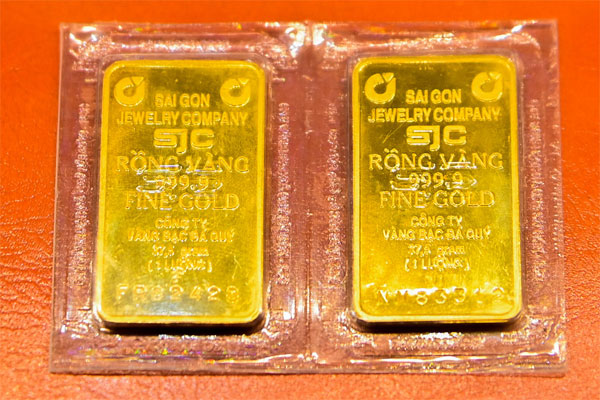 SAI GON
JEWELRY COMPANY
SJC
RỒNG VÀNG
999.9
FINE GOLD
CÔNG TY
VÀNG BẠC ĐÁ QUÝ
37,5 gram
(1 LƯỢNG)
SAI GON
JEWELRY COMPANY
SJC
RỒNG VÀNG
999.9
FINE GOLD
CÔNG TY
VÀNG BẠC ĐÁ QUÝ
37,5 gram
(1 LƯỢNG)